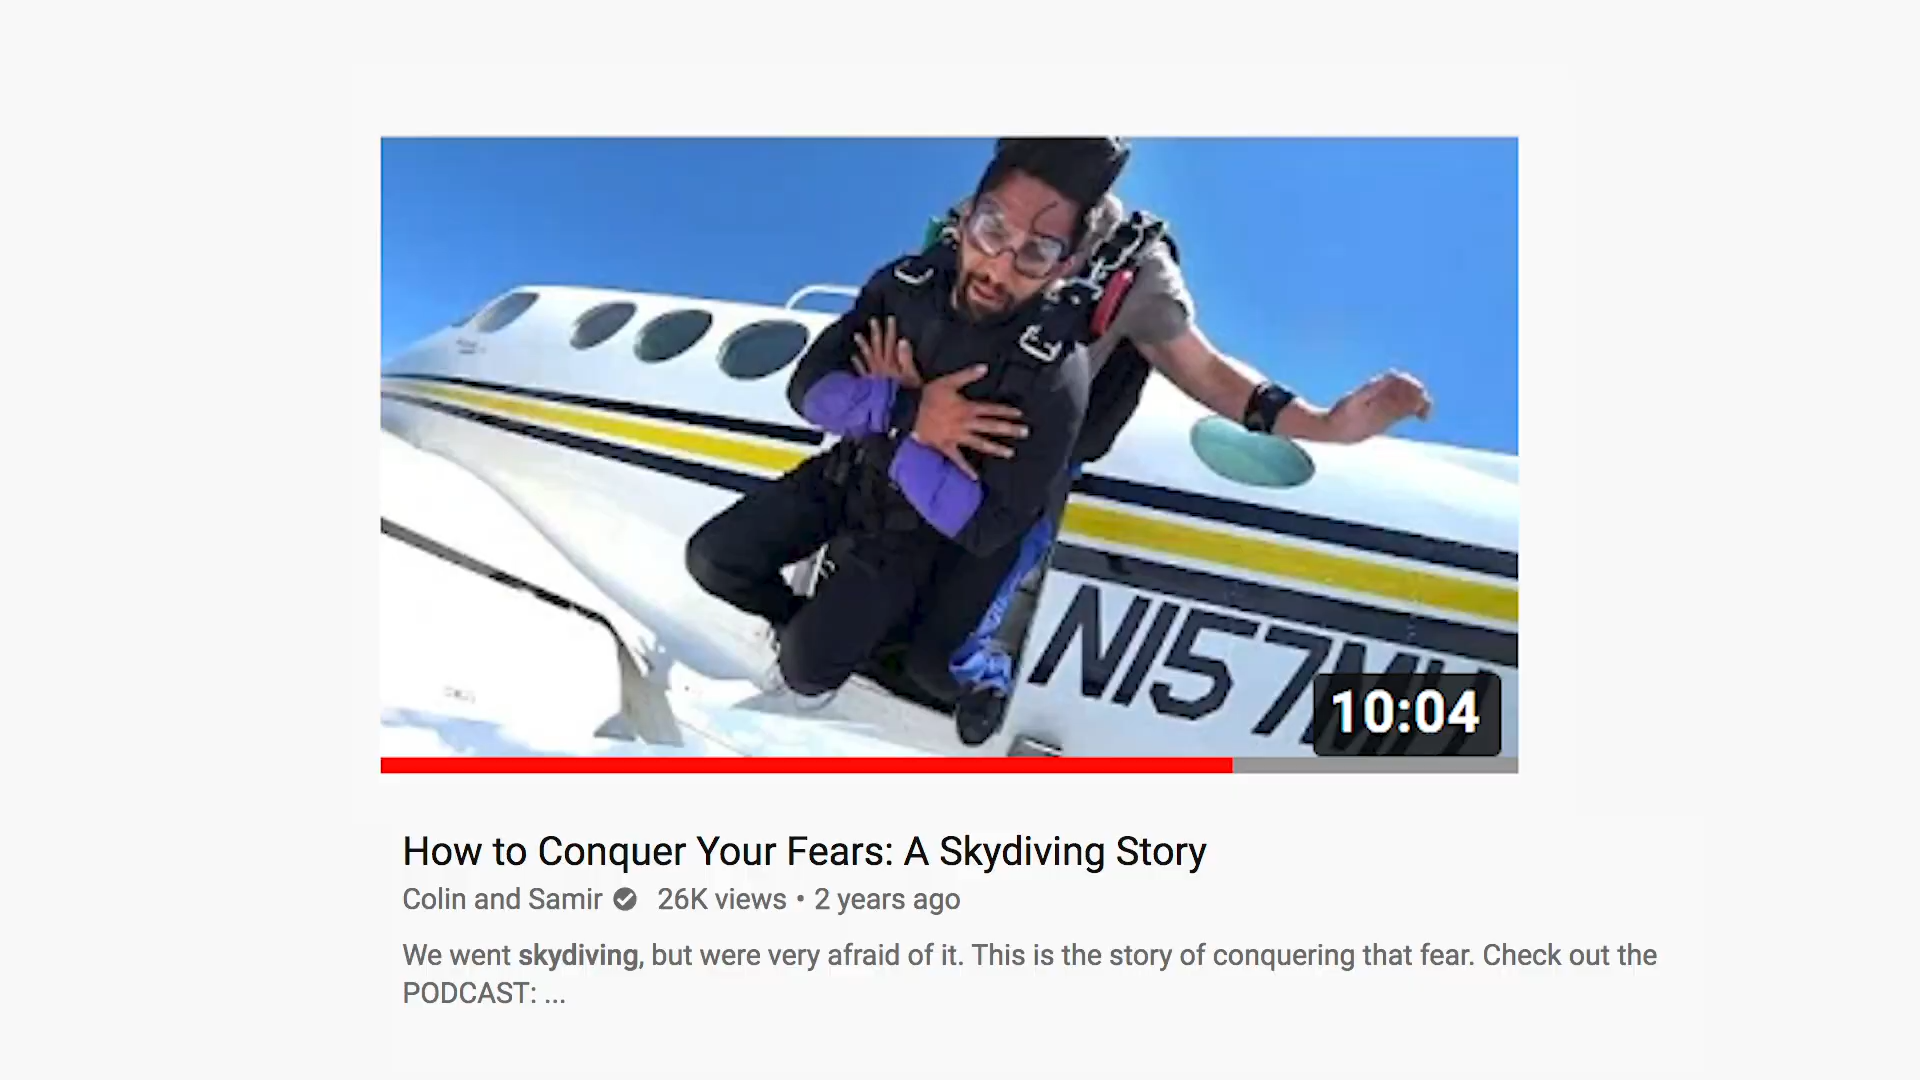 N157M
10:04
How to Conquer Your Fears: A Skydiving Story
Colin and Samir 26K views • 2 years ago
We went skydiving, but were very afraid of it. This is the story of conquering that fear. Check out the
PODCAST: ...